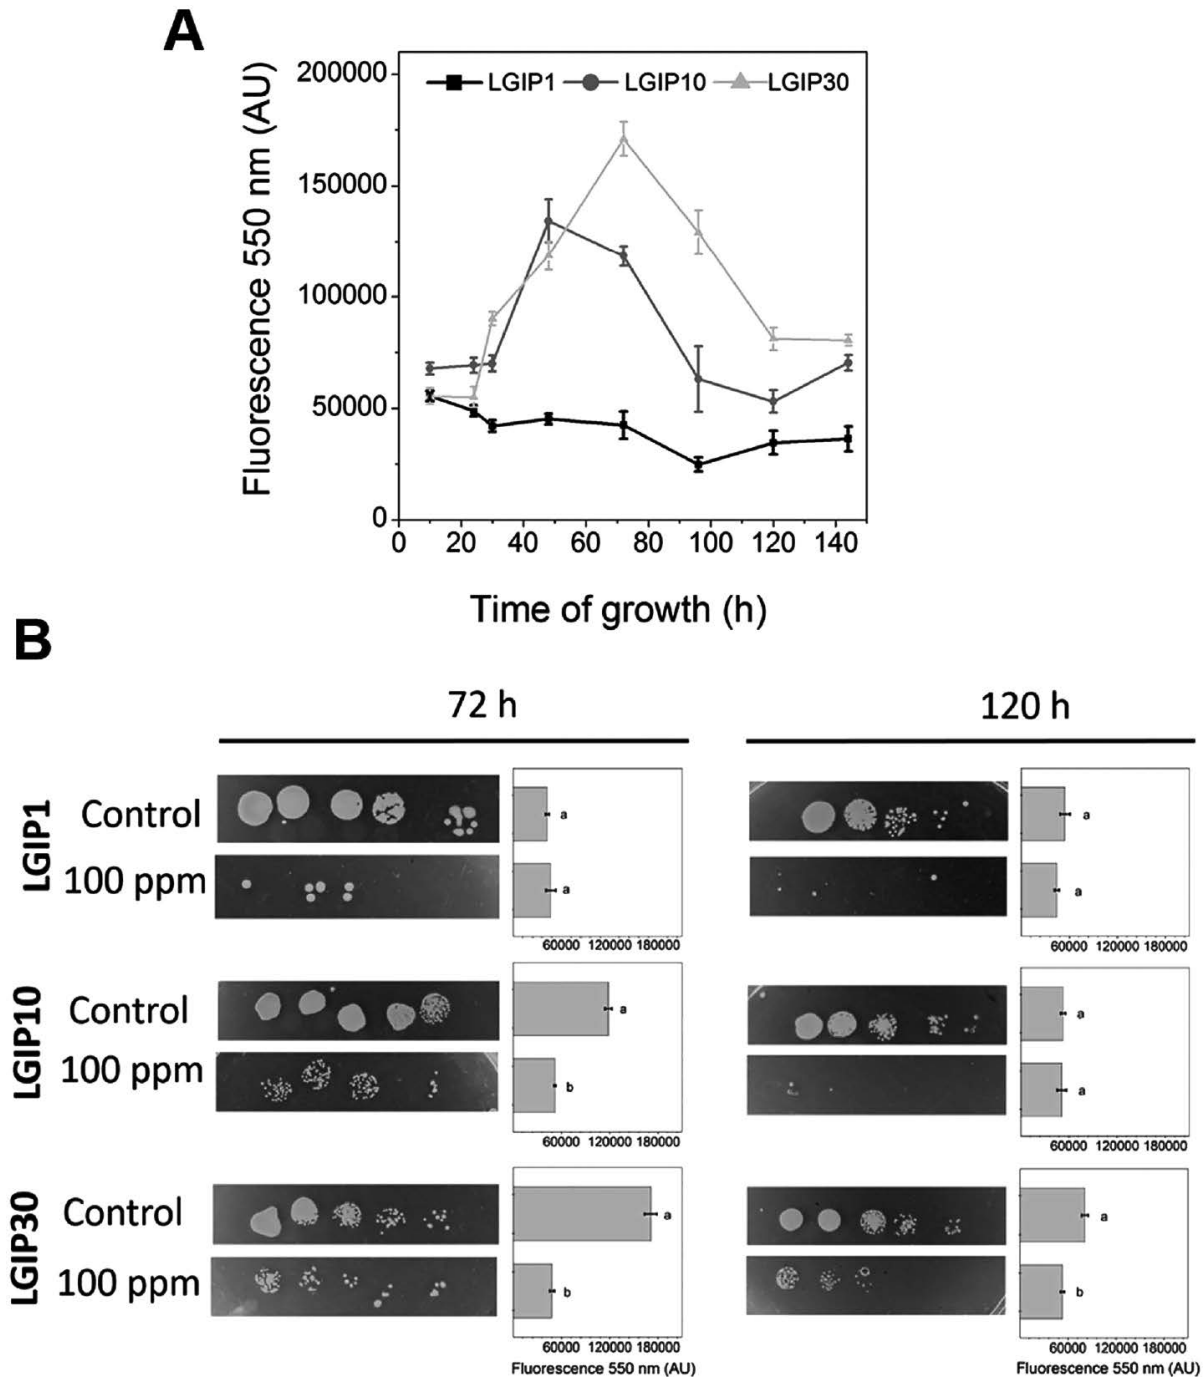 A
Fluorescence 550 nm (AU)
200000
150000
100000
50000
0
LGIP1 LGIP10 LGIP30
0 20 40 60 80 100 120 140
Time of growth (h)
B
72 h 120 h
LGIP1
Control
a
a
100 ppm
a
a
60000 120000 180000
60000 120000 180000
LGIP10
Control
a
a
100 ppm
b
a
60000 120000 180000
60000 120000 180000
LGIP30
Control
a
a
100 ppm
b
b
60000 120000 180000
60000 120000 180000
Fluorescence 550 nm (AU)
Fluorescence 550 nm (AU)